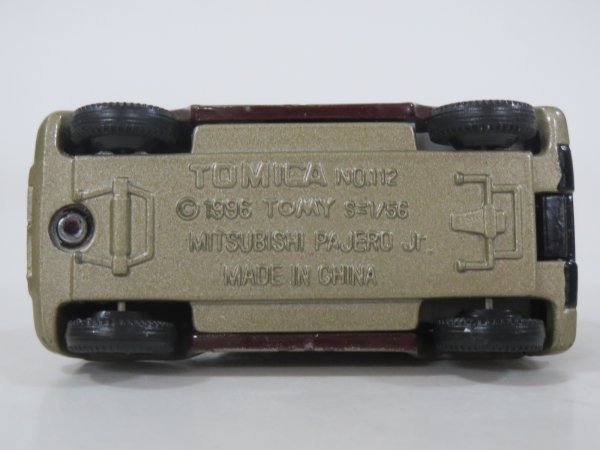 TOMICA NO.112
© 1996 TOMY S=1/56
MITSUBISHI PAJERO Jr.
MADE IN CHINA